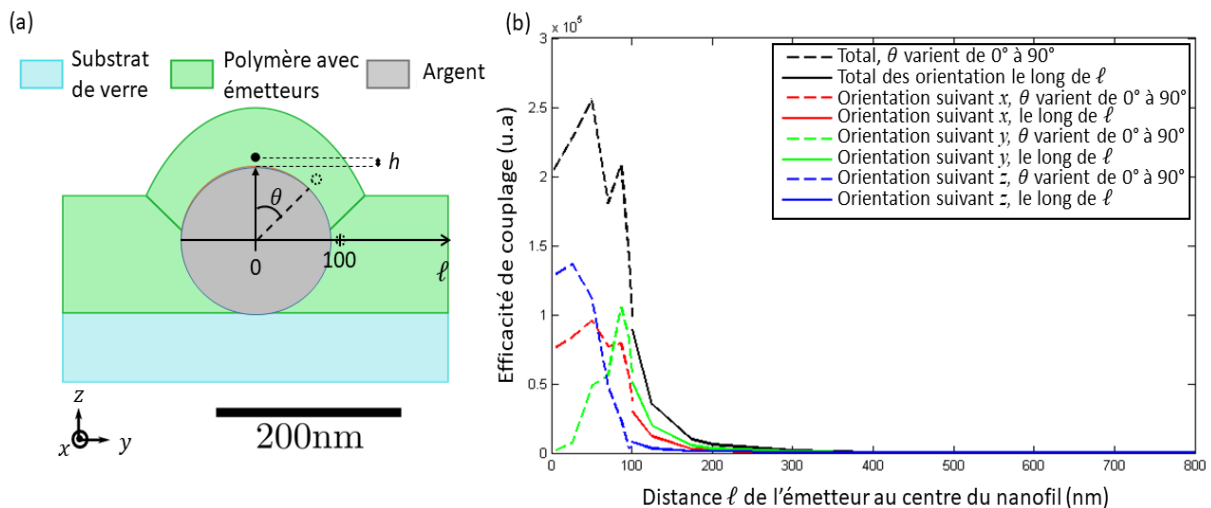 (a)
Substrat
de verre
Polymère avec
émetteurs
Argent
h
θ
0
100
ℓ
z
x
y
200nm
(b)
× 10⁵
3
2.5
2
1.5
1
0.5
0
Efficacité de couplage (u.a)
Total, θ varient de 0° à 90°
Total des orientation le long de ℓ
Orientation suivant x, θ varient de 0° à 90°
Orientation suivant x, le long de ℓ
Orientation suivant y, θ varient de 0° à 90°
Orientation suivant y, le long de ℓ
Orientation suivant z, θ varient de 0° à 90°
Orientation suivant z, le long de ℓ
0 100 200 300 400 500 600 700 800
Distance ℓ de l'émetteur au centre du nanofil (nm)